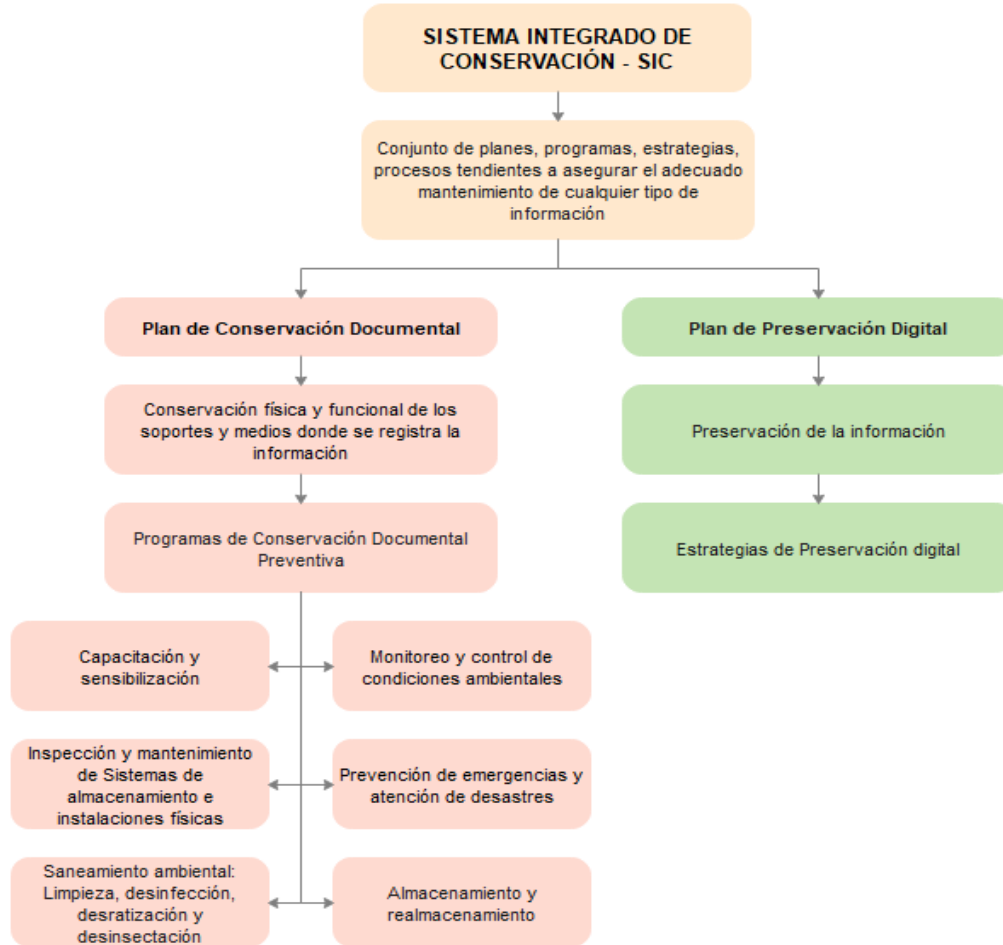 SISTEMA INTEGRADO DE
CONSERVACIÓN - SIC
Conjunto de planes, programas, estrategias,
procesos tendientes a asegurar el adecuado
mantenimiento de cualquier tipo de
información
Plan de Conservación Documental
Conservación física y funcional de los
soportes y medios donde se registra la
información
Programas de Conservación Documental
Preventiva
Capacitación y
sensibilización
Monitoreo y control de
condiciones ambientales
Inspección y mantenimiento
de Sistemas de
almacenamiento e
instalaciones físicas
Prevención de emergencias y
atención de desastres
Saneamiento ambiental:
Limpieza, desinfección,
desratización y
desinsectación
Almacenamiento y
realmacenamiento
Plan de Preservación Digital
Preservación de la información
Estrategias de Preservación digital